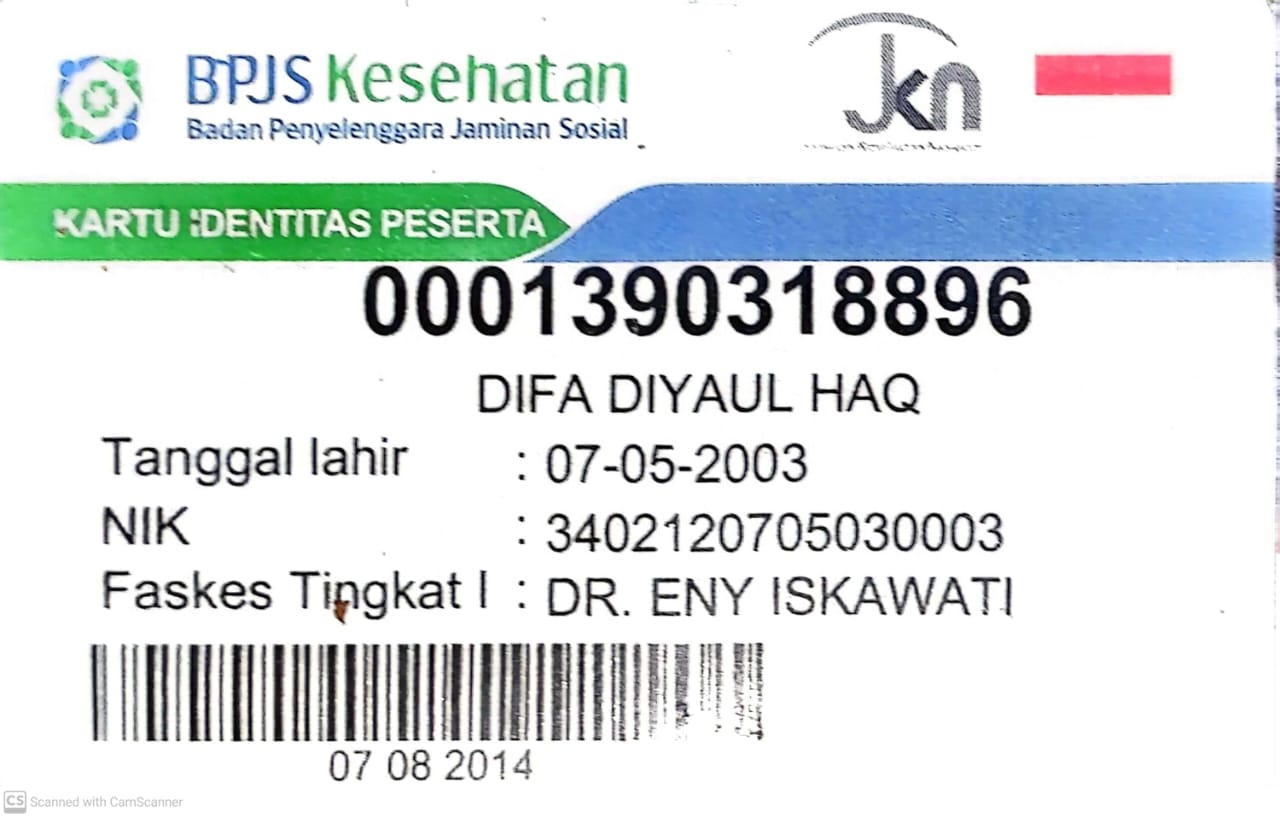 BPJS Kesehatan
Badan Penyelenggara Jaminan Sosial
Jkn
KARTU IDENTITAS PESERTA
0001390318896
DIFA DIYAUL HAQ
Tanggal lahir : 07-05-2003
NIK : 3402120705030003
Faskes Tingkat I : DR. ENY ISKAWATI
07 08 2014
CS Scanned with CamScanner